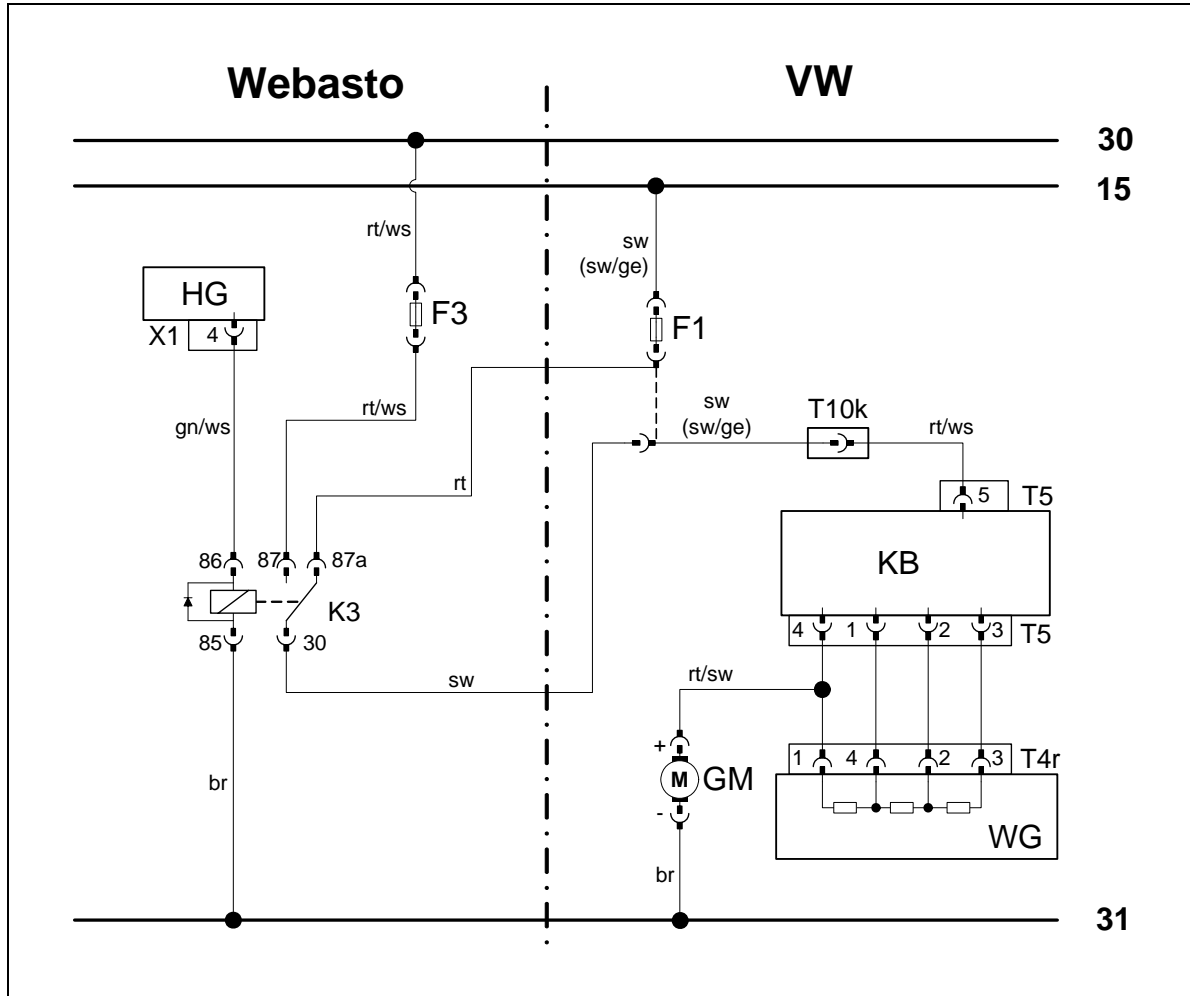 Webasto
VW
30
15
rt/ws
sw
(sw/ge)
HG
X1
4
F3
F1
gn/ws
rt/ws
sw
(sw/ge)
T10k
rt/ws
rt
5
T5
86
87
87a
KB
K3
85
30
4
1
2
3
T5
sw
rt/sw
+
M
GM
-
1
4
2
3
T4r
WG
br
br
31